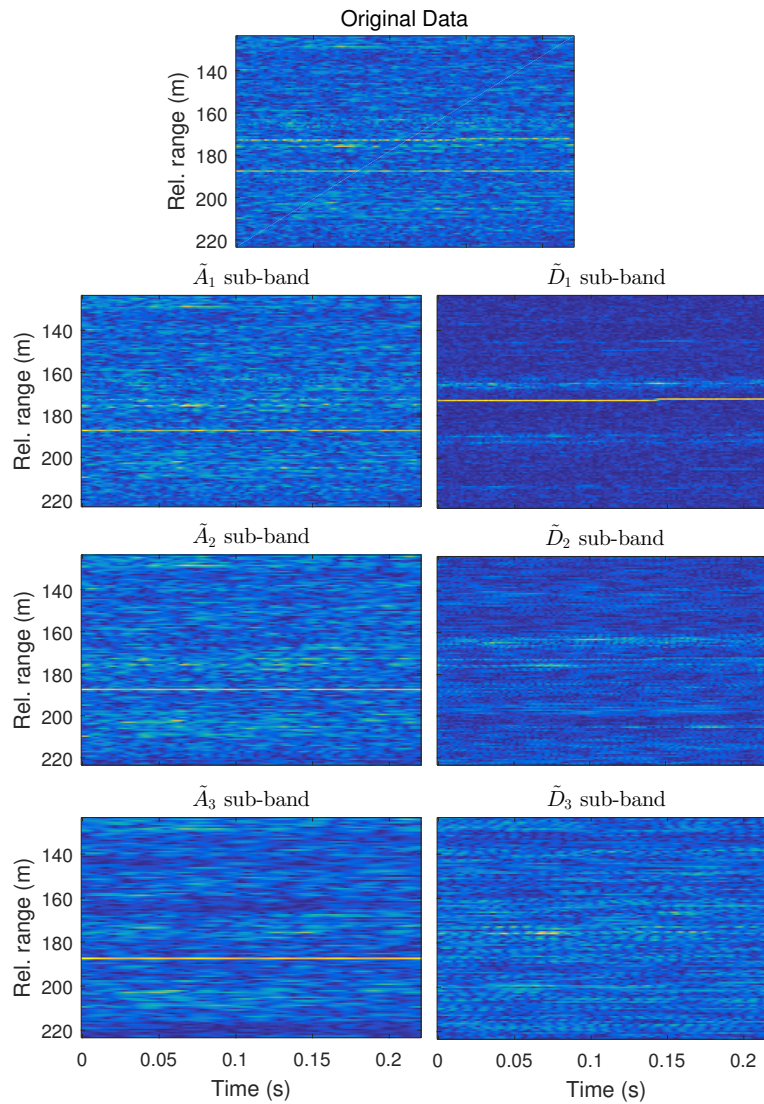 Original Data
Rel. range (m)
140
160
180
200
220
Ã₁ sub-band
D̃₁ sub-band
Rel. range (m)
140
160
180
200
220
Ã₂ sub-band
D̃₂ sub-band
Rel. range (m)
140
160
180
200
220
Ã₃ sub-band
D̃₃ sub-band
Rel. range (m)
140
160
180
200
220
0 0.05 0.1 0.15 0.2
0.05 0.1 0.15 0.2
Time (s)
Time (s)